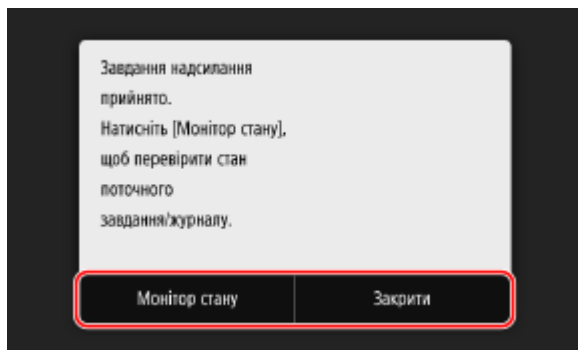 Завдання надсилання
прийнято.
Натисніть [Монітор стану],
щоб перевірити стан
поточного
завдання/журналу.
Монітор стану
Закрити